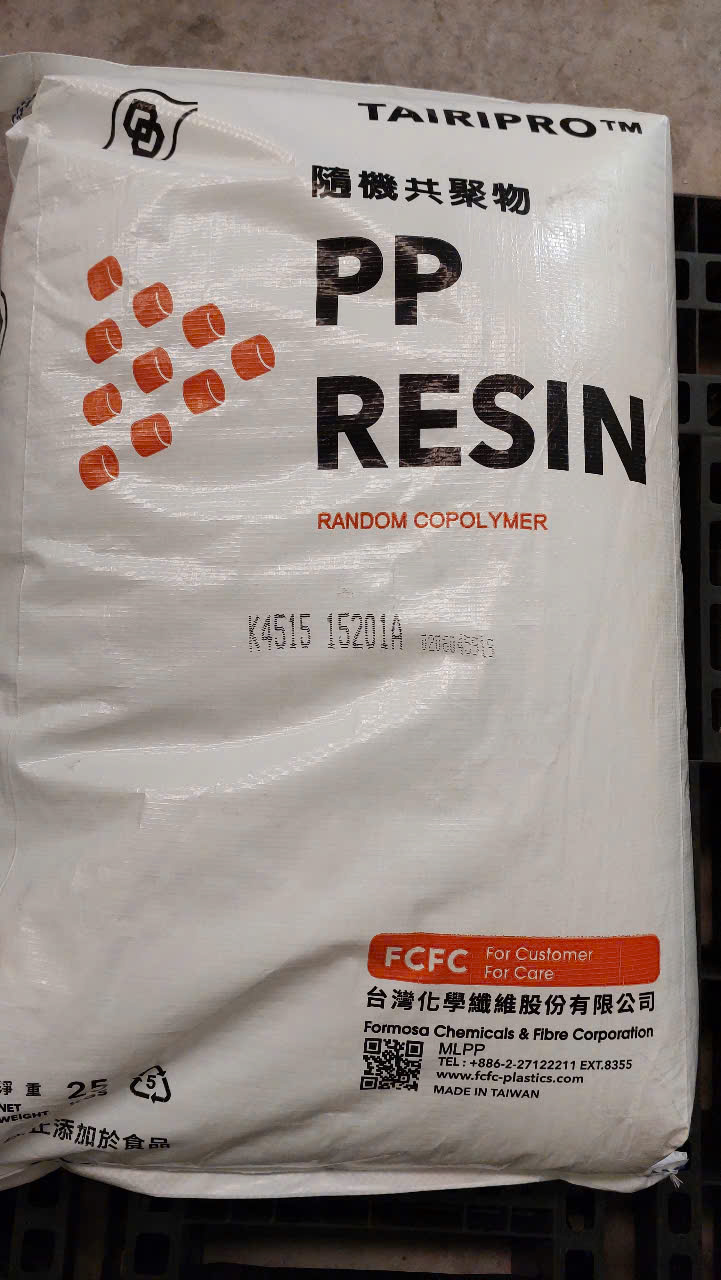 TAIRIPRO™
隨機共聚物
PP
RESIN
RANDOM COPOLYMER
K4515 15201A
FCFC
For Customer
For Care
台灣化學纖維股份有限公司
Formosa Chemicals & Fibre Corporation
MLPP
TEL : +886-2-27122211 EXT.8355
www.fcfc-plastics.com
MADE IN TAIWAN
淨 重 25
NET
WEIGHT
5
止添加於食品